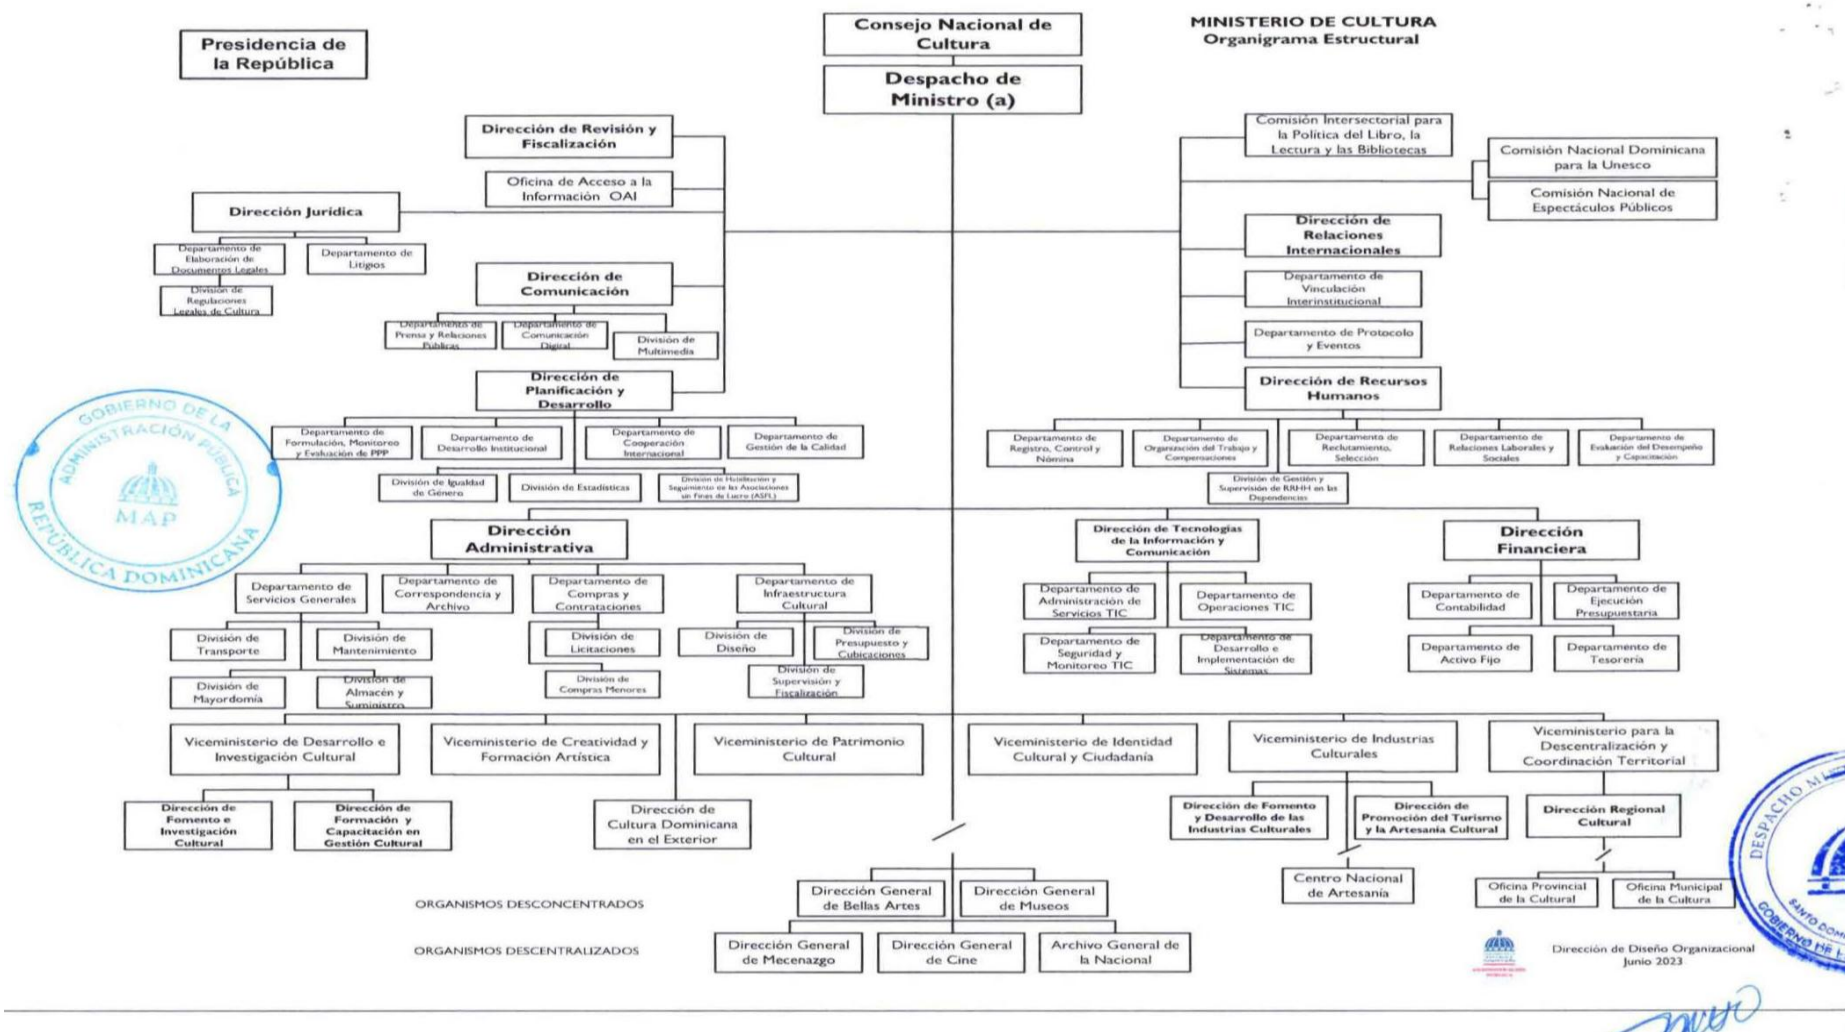 Presidencia de
la República
Consejo Nacional de
Cultura
MINISTERIO DE CULTURA
Organigrama Estructural
Despacho de
Ministro (a)
Dirección de Revisión y
Fiscalización
Oficina de Acceso a la
Información OAI
Dirección Jurídica
Departamento de
Elaboración de
Documentos Legales
Departamento de
Litigios
División de
Regulaciones
Legales de Cultura
Dirección de
Comunicación
Departamento de
Prensa y Relaciones
Públicas
Departamento de
Comunicación
Digital
División de
Multimedia
Dirección de
Planificación y
Desarrollo
Departamento de
Formulación, Monitoreo
y Evaluación de PPP
Departamento de
Desarrollo Institucional
Departamento de
Cooperación
Internacional
Departamento de
Gestión de la Calidad
División de Igualdad
de Género
División de Estadísticas
División de Habilitación y
Seguimiento de las Asociaciones
sin Fines de Lucro (ASFL)
Comisión Intersectorial para
la Política del Libro, la
Lectura y las Bibliotecas
Comisión Nacional Dominicana
para la Unesco
Comisión Nacional de
Espectáculos Públicos
Dirección de
Relaciones
Internacionales
Departamento de
Vinculación
Interinstitucional
Departamento de Protocolo
y Eventos
Dirección de Recursos
Humanos
Departamento de
Registro, Control y
Nómina
Departamento de
Organización del Trabajo y
Compensaciones
Departamento de
Reclutamiento,
Selección
Departamento de
Relaciones Laborales y
Sociales
Departamento de
Evaluación del Desempeño
y Capacitación
División de Gestión y
Supervisión de RRHH en las
Dependencias
GOBIERNO DE LA
REPÚBLICA DOMINICANA
ADMINISTRACIÓN PÚBLICA
MAP
Dirección
Administrativa
Dirección de Tecnologías
de la Información y
Comunicación
Dirección
Financiera
Departamento de
Servicios Generales
Departamento de
Correspondencia y
Archivo
Departamento de
Compras y
Contrataciones
Departamento de
Infraestructura
Cultural
División de
Transporte
División de
Mantenimiento
División de
Licitaciones
División de
Diseño
División de
Presupuesto y
Cubicaciones
División de
Mayordomía
División de
Almacén y
Suministro
División de
Compras Menores
División de
Supervisión y
Fiscalización
Departamento de
Administración de
Servicios TIC
Departamento de
Operaciones TIC
Departamento de
Seguridad y
Monitoreo TIC
Departamento de
Desarrollo e
Implementación de
Sistemas
Departamento de
Contabilidad
Departamento de
Ejecución
Presupuestaria
Departamento de
Activo Fijo
Departamento de
Tesorería
Viceministerio de Desarrollo e
Investigación Cultural
Viceministerio de Creatividad y
Formación Artística
Viceministerio de Patrimonio
Cultural
Viceministerio de Identidad
Cultural y Ciudadanía
Viceministerio de Industrias
Culturales
Viceministerio para la
Descentralización y
Coordinación Territorial
Dirección de
Fomento e
Investigación
Cultural
Dirección de
Formación y
Capacitación en
Gestión Cultural
Dirección de
Cultura Dominicana
en el Exterior
Dirección de Fomento
y Desarrollo de las
Industrias Culturales
Dirección de
Promoción del Turismo
y la Artesanía Cultural
Dirección Regional
Cultural
Centro Nacional
de Artesanía
Oficina Provincial
de la Cultural
Oficina Municipal
de la Cultura
ORGANISMOS DESCONCENTRADOS
Dirección General
de Bellas Artes
Dirección General
de Museos
ORGANISMOS DESCENTRALIZADOS
Dirección General
de Mecenazgo
Dirección General
de Cine
Archivo General de
la Nacional
Dirección de Diseño Organizacional
Junio 2023
DESPACHO
SANTO
GOBIERNO DE